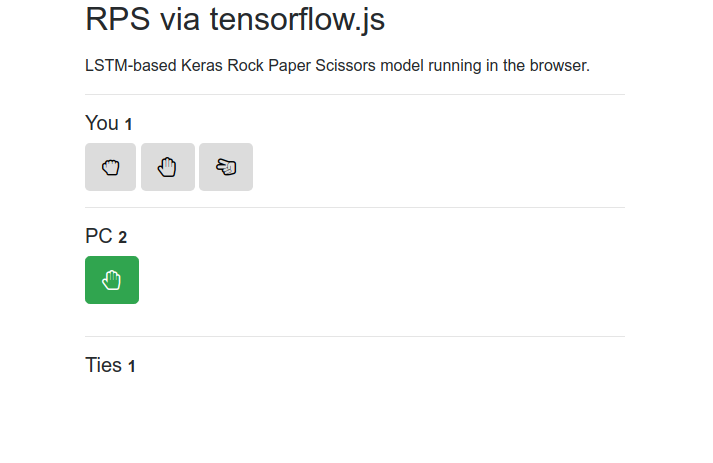 RPS via tensorflow.js
LSTM-based Keras Rock Paper Scissors model running in the browser.
You 1
PC 2
Ties 1